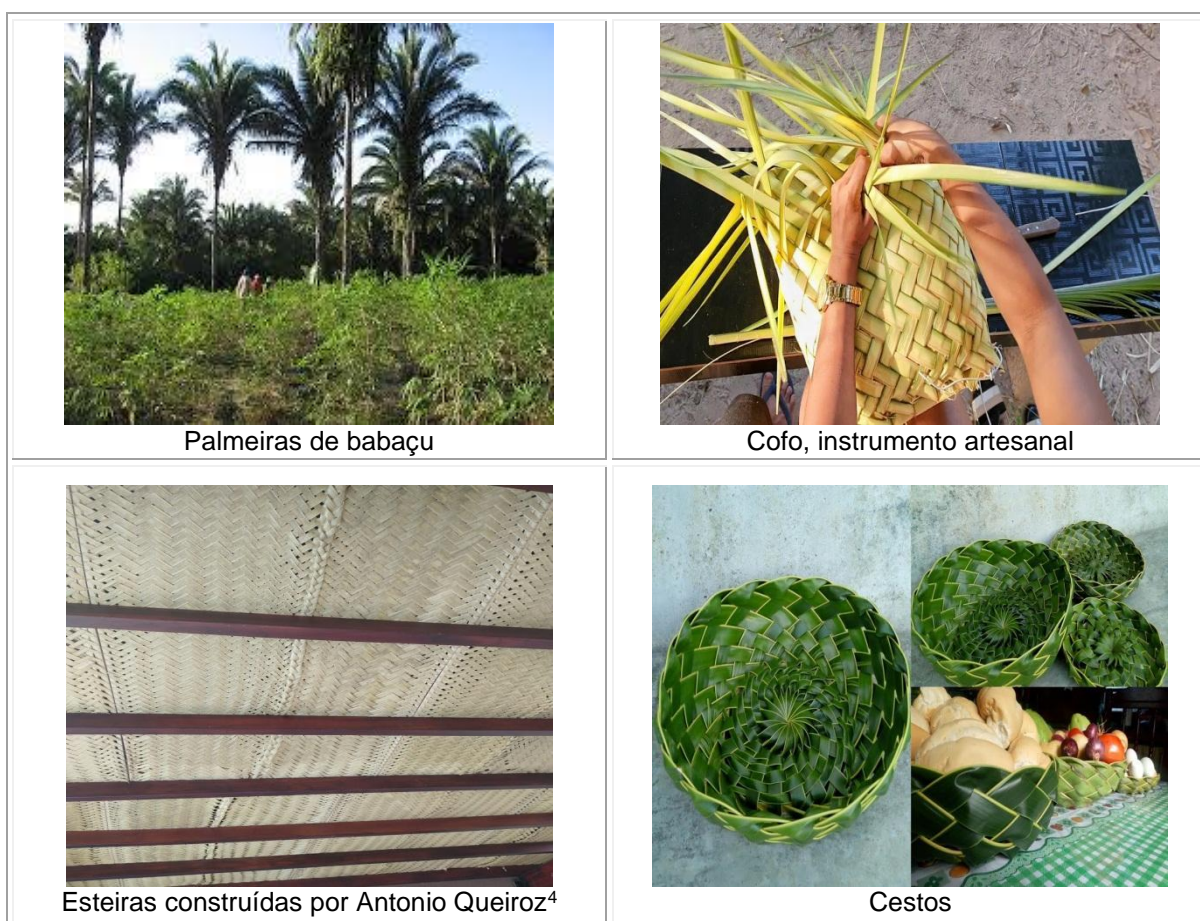 Palmeiras de babaçu
Cofo, instrumento artesanal
Esteiras construídas por Antonio Queiroz⁴
Cestos